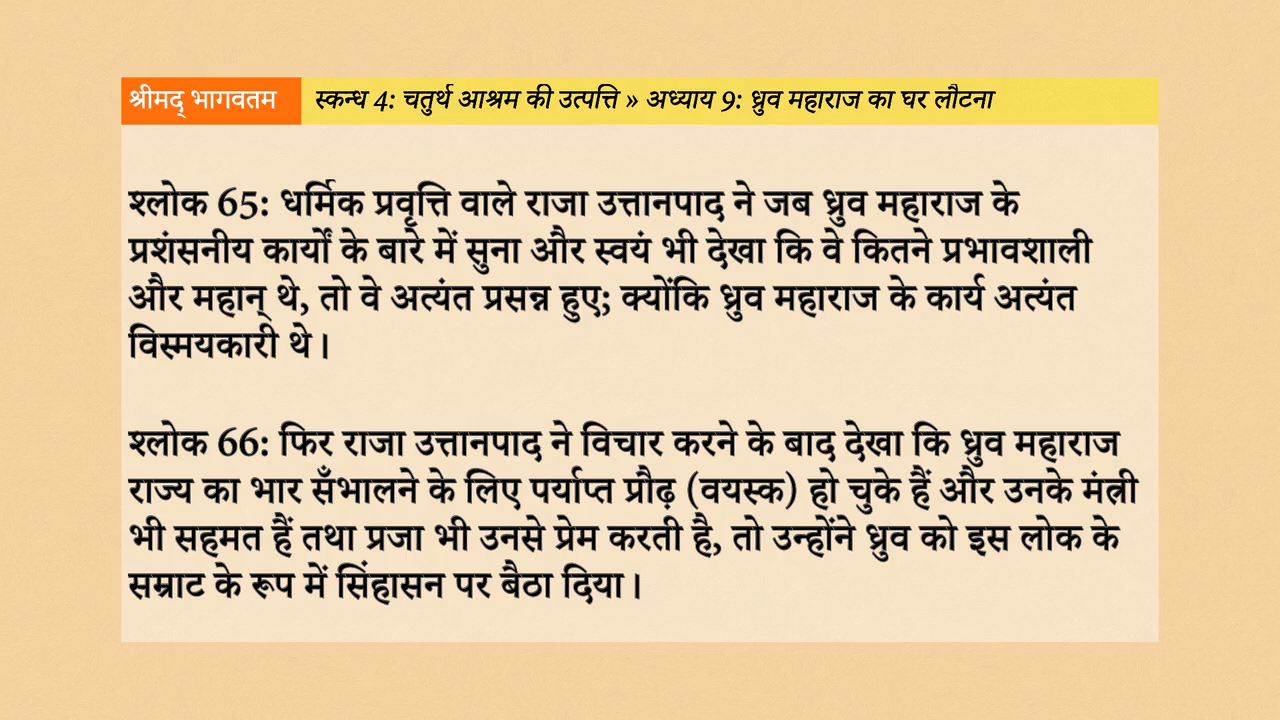 श्रीमद् भागवतम
स्कन्ध 4: चतुर्थ आश्रम की उत्पत्ति » अध्याय 9: ध्रुव महाराज का घर लौटना
श्लोक 65: धर्मिक प्रवृत्ति वाले राजा उत्तानपाद ने जब ध्रुव महाराज के
प्रशंसनीय कार्यों के बारे में सुना और स्वयं भी देखा कि वे कितने प्रभावशाली
और महान् थे, तो वे अत्यंत प्रसन्न हुए; क्योंकि ध्रुव महाराज के कार्य अत्यंत
विस्मयकारी थे।
श्लोक 66: फिर राजा उत्तानपाद ने विचार करने के बाद देखा कि ध्रुव महाराज
राज्य का भार सँभालने के लिए पर्याप्त प्रौढ़ (वयस्क) हो चुके हैं और उनके मंत्री
भी सहमत हैं तथा प्रजा भी उनसे प्रेम करती है, तो उन्होंने ध्रुव को इस लोक के
सम्राट के रूप में सिंहासन पर बैठा दिया।